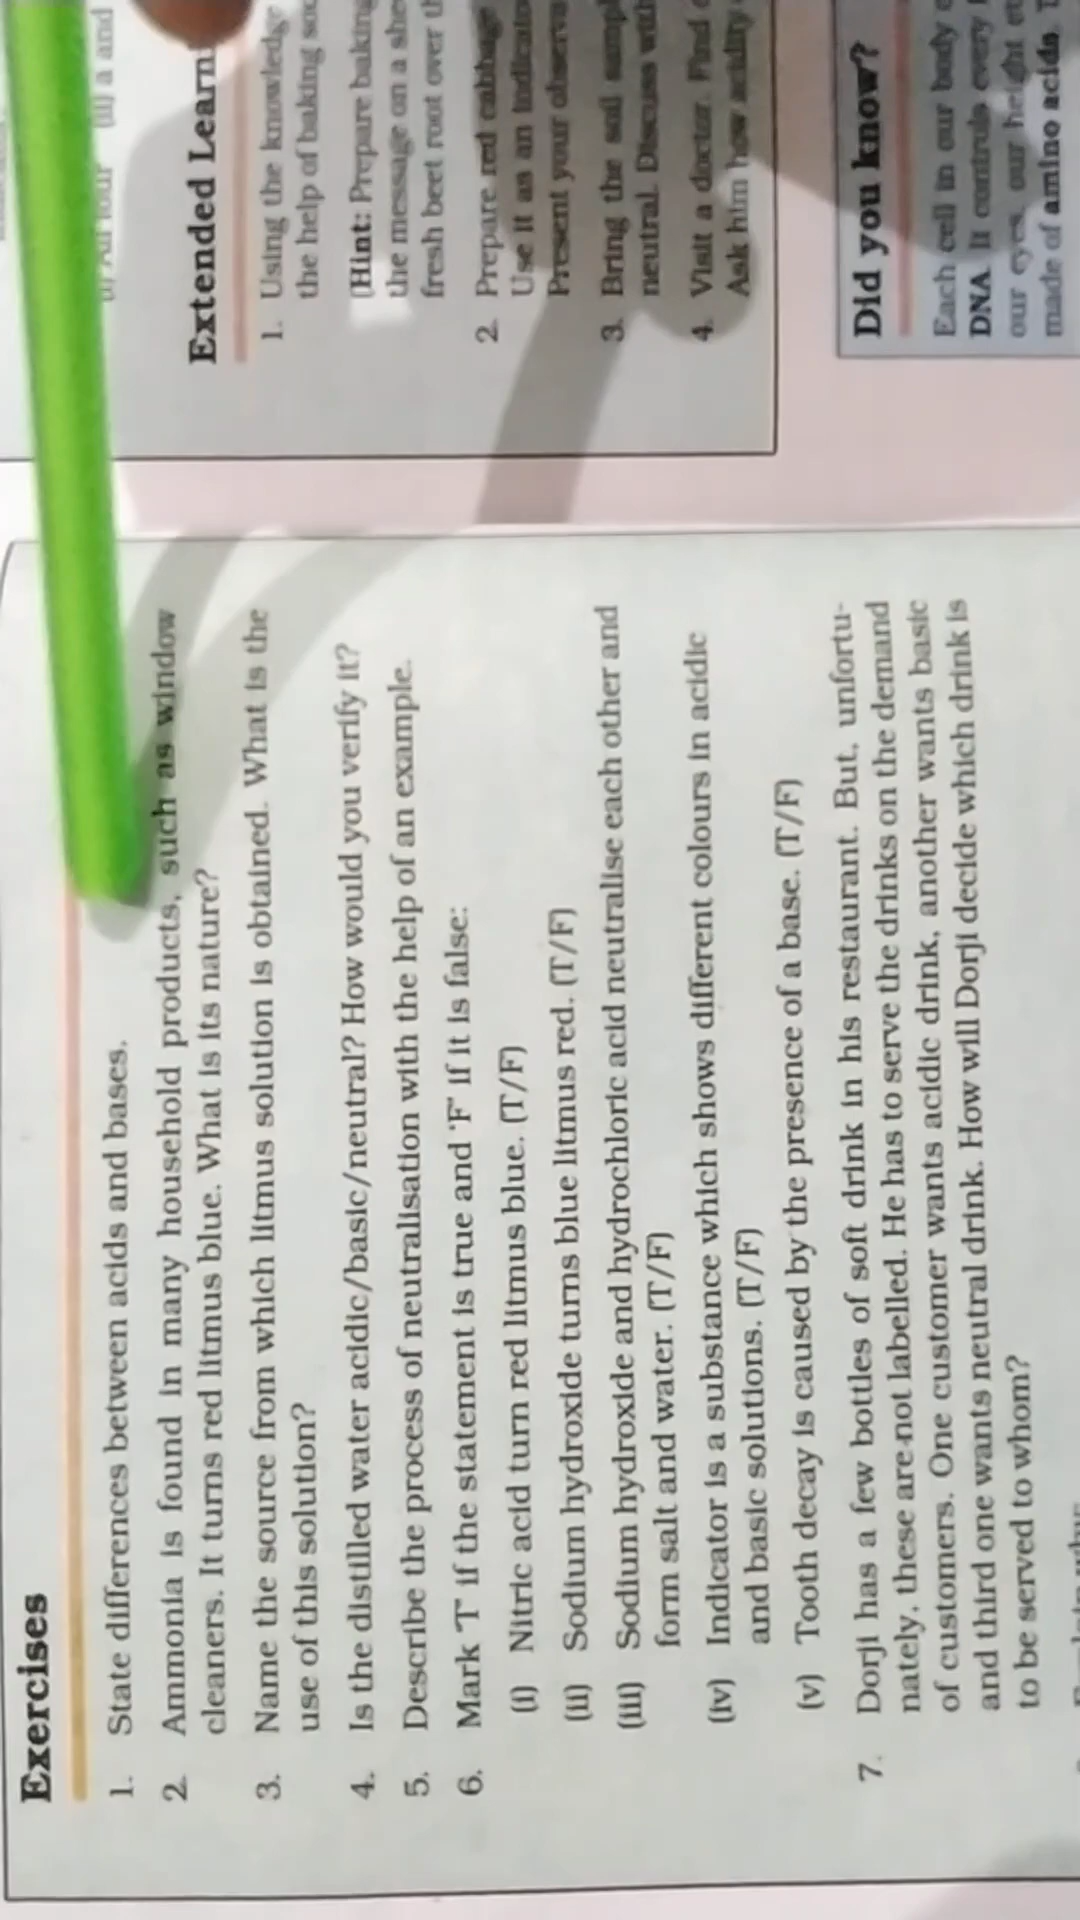 Exercises
1. State differences between acids and bases.
2. Ammonia is found in many household products, such as window
cleaners. It turns red litmus blue. What is its nature?
3. Name the source from which litmus solution is obtained. What is the
use of this solution?
4. Is the distilled water acidic/basic/neutral? How would you verify it?
5. Describe the process of neutralisation with the help of an example.
6. Mark 'T' if the statement is true and 'F' if it is false:
(i) Nitric acid turn red litmus blue. (T/F)
(ii) Sodium hydroxide turns blue litmus red. (T/F)
(iii) Sodium hydroxide and hydrochloric acid neutralise each other and
form salt and water. (T/F)
(iv) Indicator is a substance which shows different colours in acidic
and basic solutions. (T/F)
(v) Tooth decay is caused by the presence of a base. (T/F)
7. Dorji has a few bottles of soft drink in his restaurant. But, unfortu-
nately, these are not labelled. He has to serve the drinks on the demand
of customers. One customer wants acidic drink, another wants basic
and third one wants neutral drink. How will Dorji decide which drink is
to be served to whom?
(ii) a and
Extended Learn
1. Using the knowledge
the help of baking
(Hint: Prepare baking
the message on a
fresh beet root over
2. Prepare red cabbage
Use it as an
Present your
3. Bring the soil
neutral. Discuss with
4. Visit a doctor. Find
Ask him how acidity
Did you know?
Each cell in our body
DNA. It controls every
our eyes, our height
made of amino acids.